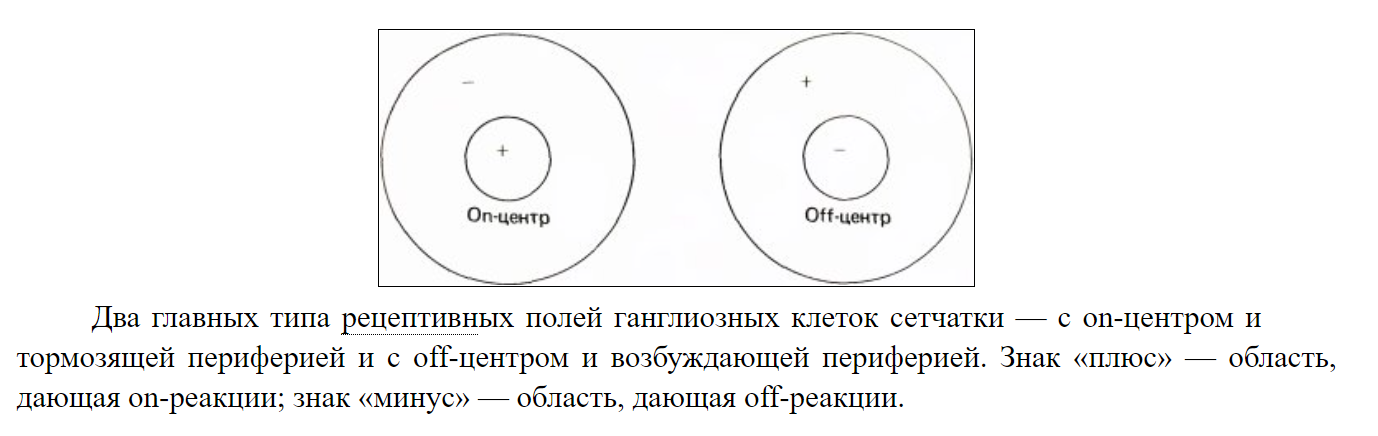 − +
+ −
On-центр Off-центр
Два главных типа рецептивных полей ганглиозных клеток сетчатки — с on-центром и
тормозящей периферией и с off-центром и возбуждающей периферией. Знак «плюс» — область,
дающая on-реакции; знак «минус» — область, дающая off-реакции.